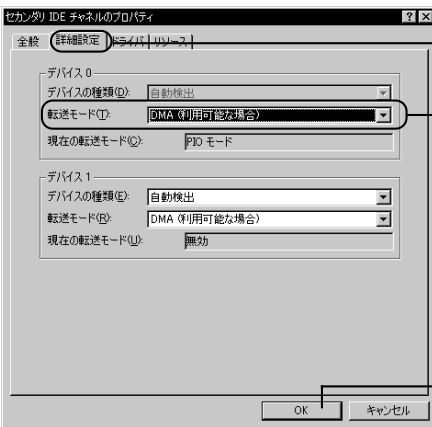 セカンダリ IDE チャネルのプロパティ
全般 詳細設定 ドライバ リソース
デバイス 0
デバイスの種類(D): 自動検出
転送モード(T): DMA (利用可能な場合)
現在の転送モード(C): PIO モード
デバイス 1
デバイスの種類(E): 自動検出
転送モード(R): DMA (利用可能な場合)
現在の転送モード(U): 無効
OK キャンセル